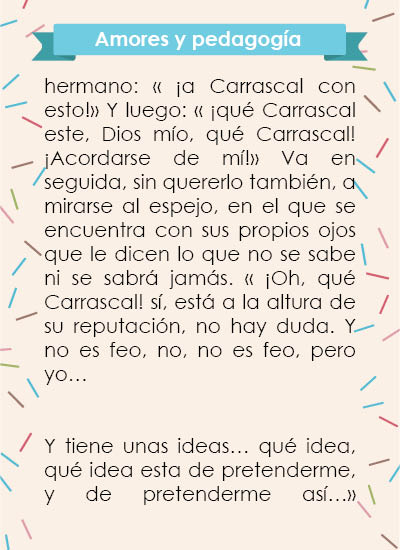 Amores y pedagogía
hermano: « ¡a Carrascal con
esto!» Y luego: « ¡qué Carrascal
este, Dios mío, qué Carrascal!
¡Acordarse de mí!» Va en
seguida, sin quererlo también, a
mirarse al espejo, en el que se
encuentra con sus propios ojos
que le dicen lo que no se sabe
ni se sabrá jamás. « ¡Oh, qué
Carrascal! sí, está a la altura de
su reputación, no hay duda. Y
no es feo, no, no es feo, pero
yo…
Y tiene unas ideas… qué idea,
qué idea esta de pretenderme,
y de pretenderme así…»